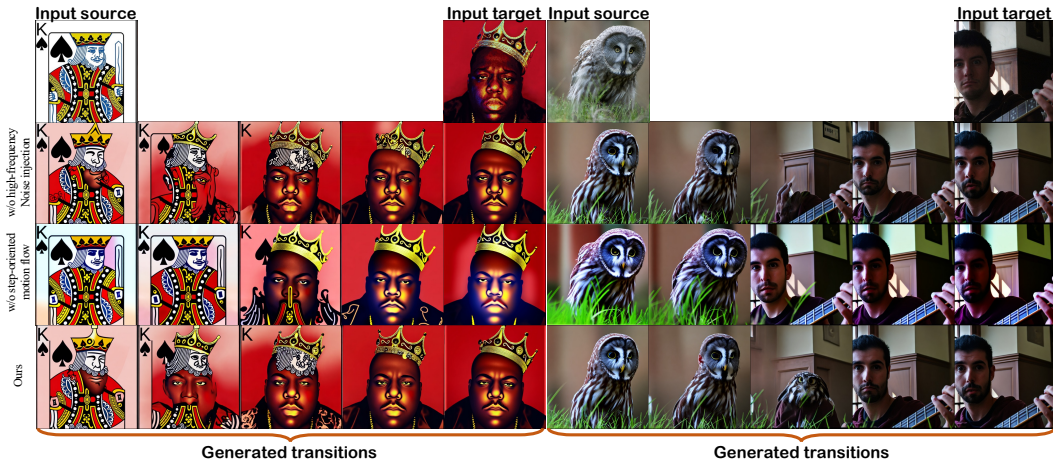 Input source
Input target
Input source
Input target
K
w/o high-frequency
Noise injection
K
K
K
w/o step-oriented
motion flow
K
K
K
Ours
K
K
K
Generated transitions
Generated transitions